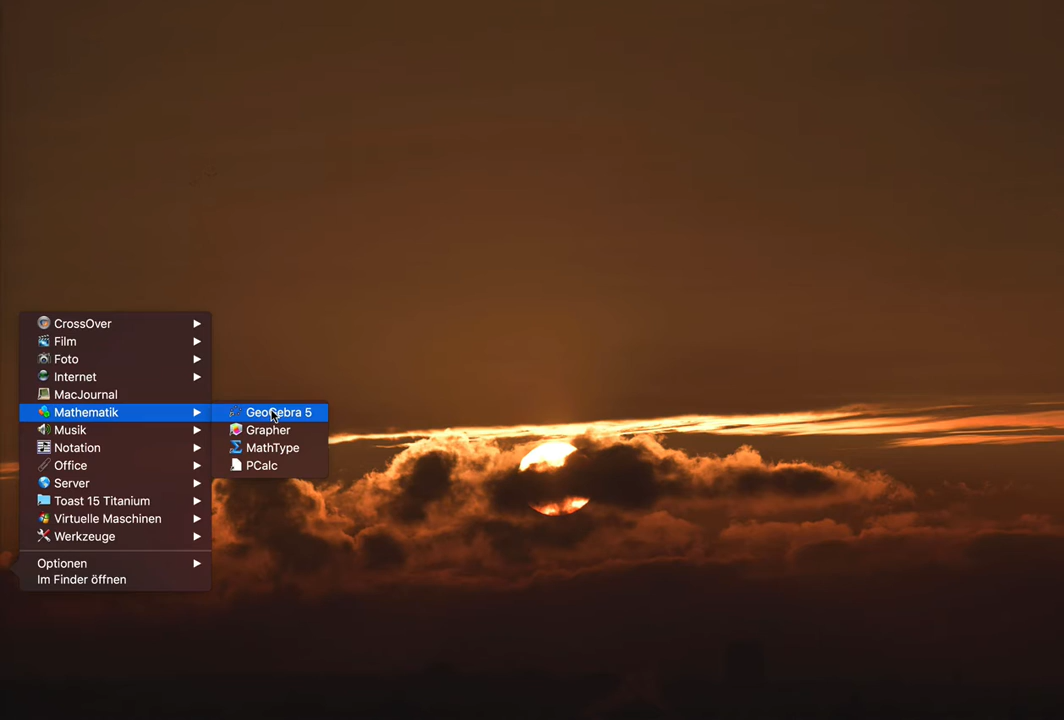 CrossOver
Film
Foto
Internet
MacJournal
Mathematik
GeoGebra 5
Musik
Grapher
Notation
MathType
Office
PCalc
Server
Toast 15 Titanium
Virtuelle Maschinen
Werkzeuge
Optionen
Im Finder öffnen